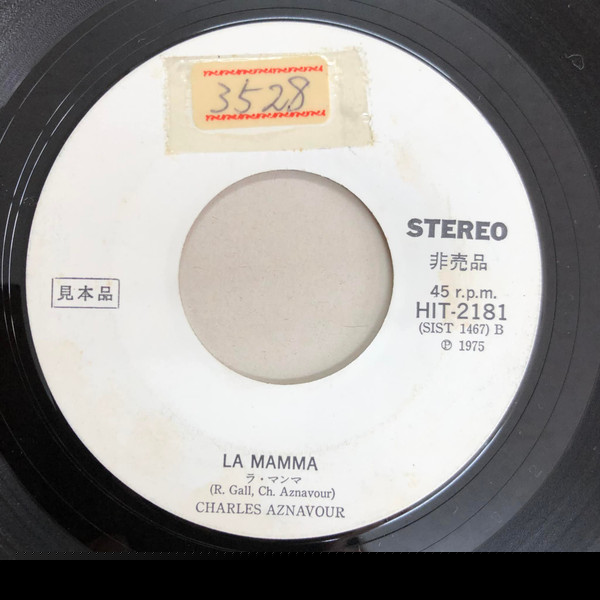 3528
STEREO
非売品
45 r.p.m.
HIT-2181
(SIST 1467) B
Ⓟ 1975
見本品
LA MAMMA
ラ・マンマ
(R. Gall, Ch. Aznavour)
CHARLES AZNAVOUR